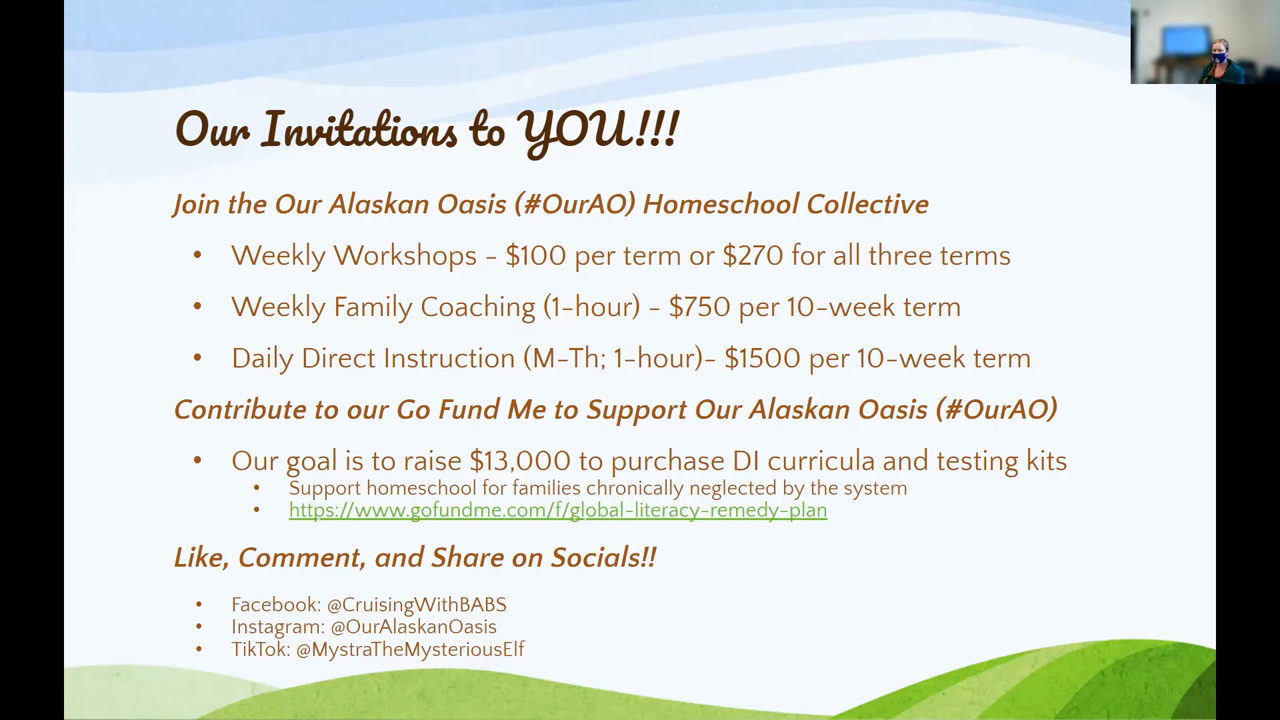 Our Invitations to YOU!!!
Join the Our Alaskan Oasis (#OurAO) Homeschool Collective
• Weekly Workshops – $100 per term or $270 for all three terms
• Weekly Family Coaching (1-hour) – $750 per 10-week term
• Daily Direct Instruction (M-Th; 1-hour)– $1500 per 10-week term
Contribute to our Go Fund Me to Support Our Alaskan Oasis (#OurAO)
• Our goal is to raise $13,000 to purchase DI curricula and testing kits
• Support homeschool for families chronically neglected by the system
• https://www.gofundme.com/f/global-literacy-remedy-plan
Like, Comment, and Share on Socials!!
• Facebook: @CruisingWithBABS
• Instagram: @OurAlaskanOasis
• TikTok: @MystraTheMysteriousElf